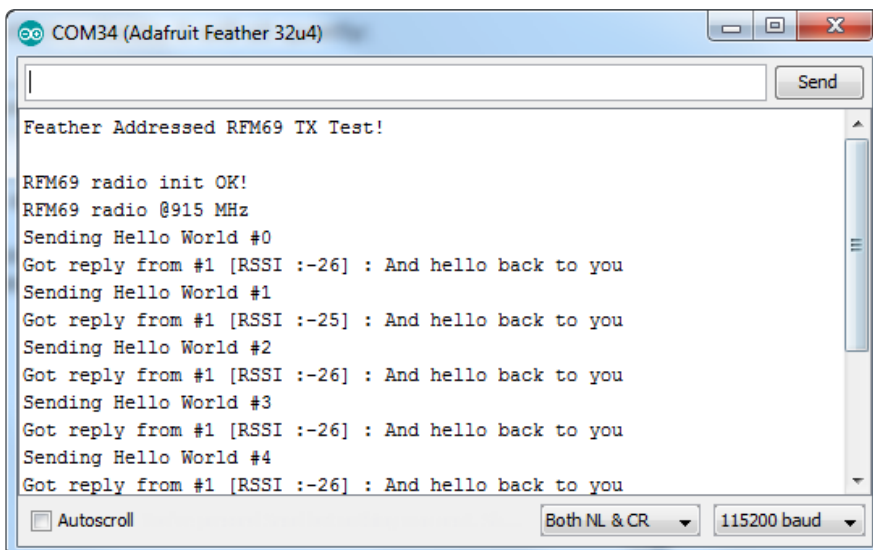 COM34 (Adafruit Feather 32u4)
Send
Feather Addressed RFM69 TX Test!
RFM69 radio init OK!
RFM69 radio @915 MHz
Sending Hello World #0
Got reply from #1 [RSSI :-26] : And hello back to you
Sending Hello World #1
Got reply from #1 [RSSI :-25] : And hello back to you
Sending Hello World #2
Got reply from #1 [RSSI :-26] : And hello back to you
Sending Hello World #3
Got reply from #1 [RSSI :-26] : And hello back to you
Sending Hello World #4
Got reply from #1 [RSSI :-26] : And hello back to you
Autoscroll Both NL & CR 115200 baud